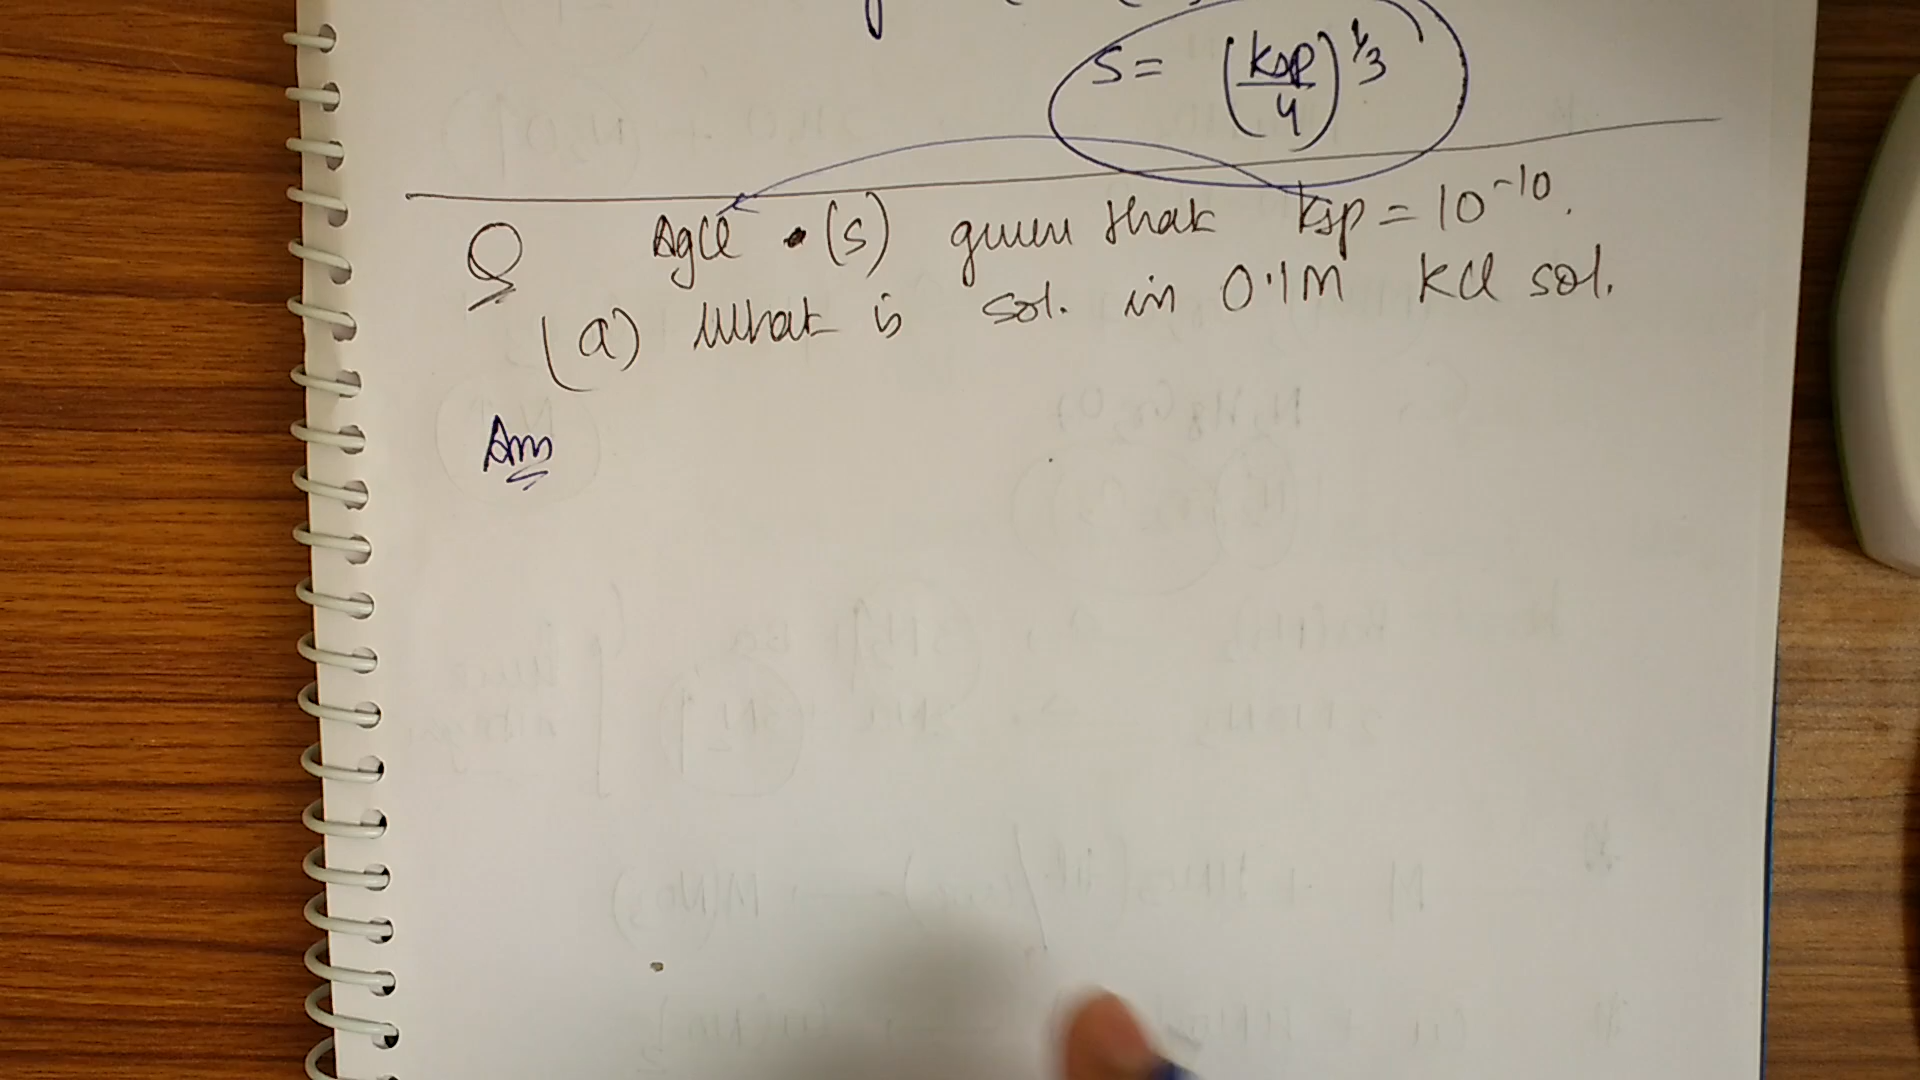 S = (Ksp/4)^1/3
Q AgCl (s) given that Ksp = 10^-10.
(a) What is sol. in 0.1M KCl sol.
Ans